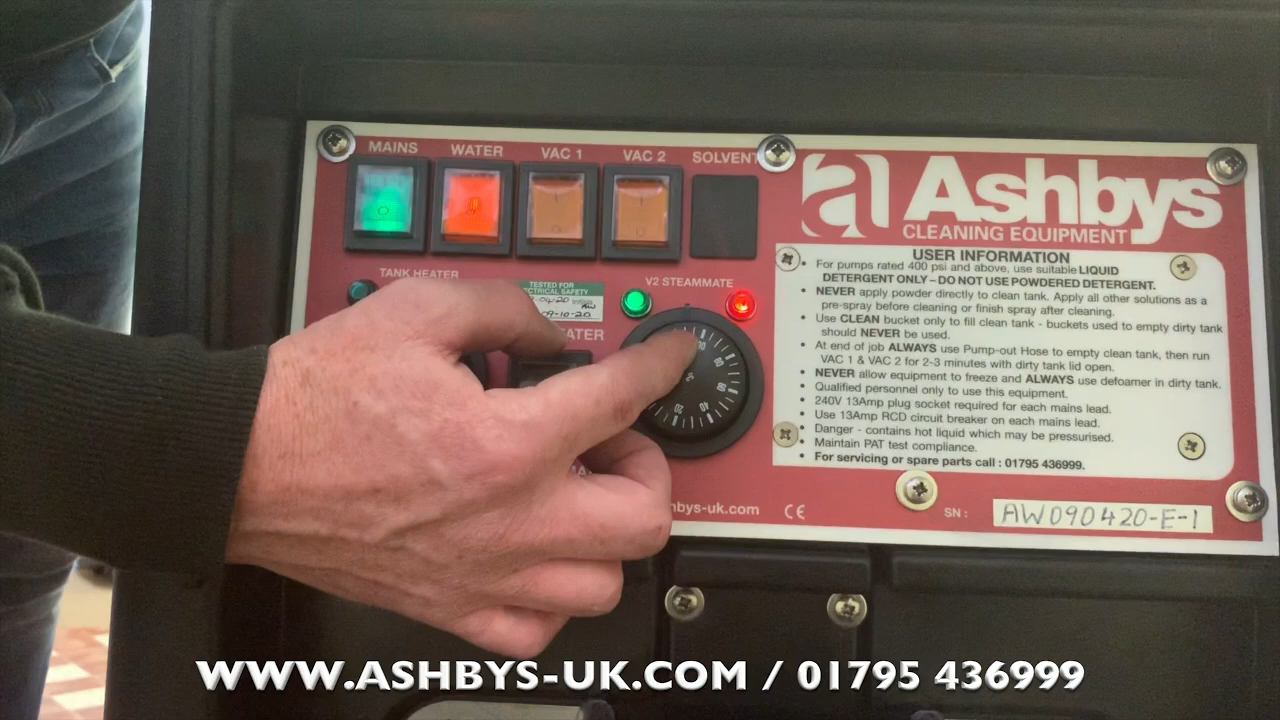 MAINS WATER VAC 1 VAC 2 SOLVENT
a Ashbys
CLEANING EQUIPMENT
TANK HEATER
TESTED FOR
V2 STEAMMATE
100
80
60
40
20
°C
USER INFORMATION
• For pumps rated 400 psi and above, use suitable LIQUID
DETERGENT ONLY – DO NOT USE POWDERED DETERGENT.
• NEVER apply powder directly to clean tank. Apply all other solutions as a
pre-spray before cleaning or finish spray after cleaning.
• Use CLEAN bucket only to fill clean tank - buckets used to empty dirty tank
should NEVER be used.
• At end of job ALWAYS use Pump-out Hose to empty clean tank, then run
VAC 1 & VAC 2 for 2-3 minutes with dirty tank lid open.
• NEVER allow equipment to freeze and ALWAYS use defoamer in dirty tank.
• Qualified personnel only to use this equipment.
• 240V 13Amp plug socket required for each mains lead.
• Use 13Amp RCD circuit breaker on each mains lead.
• Danger - contains hot liquid which may be pressurised.
• Maintain PAT test compliance.
• For servicing or spare parts call : 01795 436999.
hbys-uk.com CE SN : AW090420-E-1
WWW.ASHBYS-UK.COM / 01795 436999